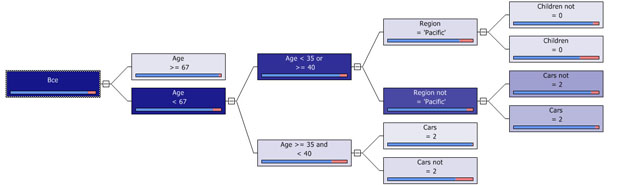 Все
Age
>= 67
Age
< 67
Age < 35 or
>= 40
Age >= 35 and
< 40
Region
= 'Pacific'
Region not
= 'Pacific'
Cars
= 2
Cars not
= 2
Children not
= 0
Children
= 0
Cars not
= 2
Cars
= 2